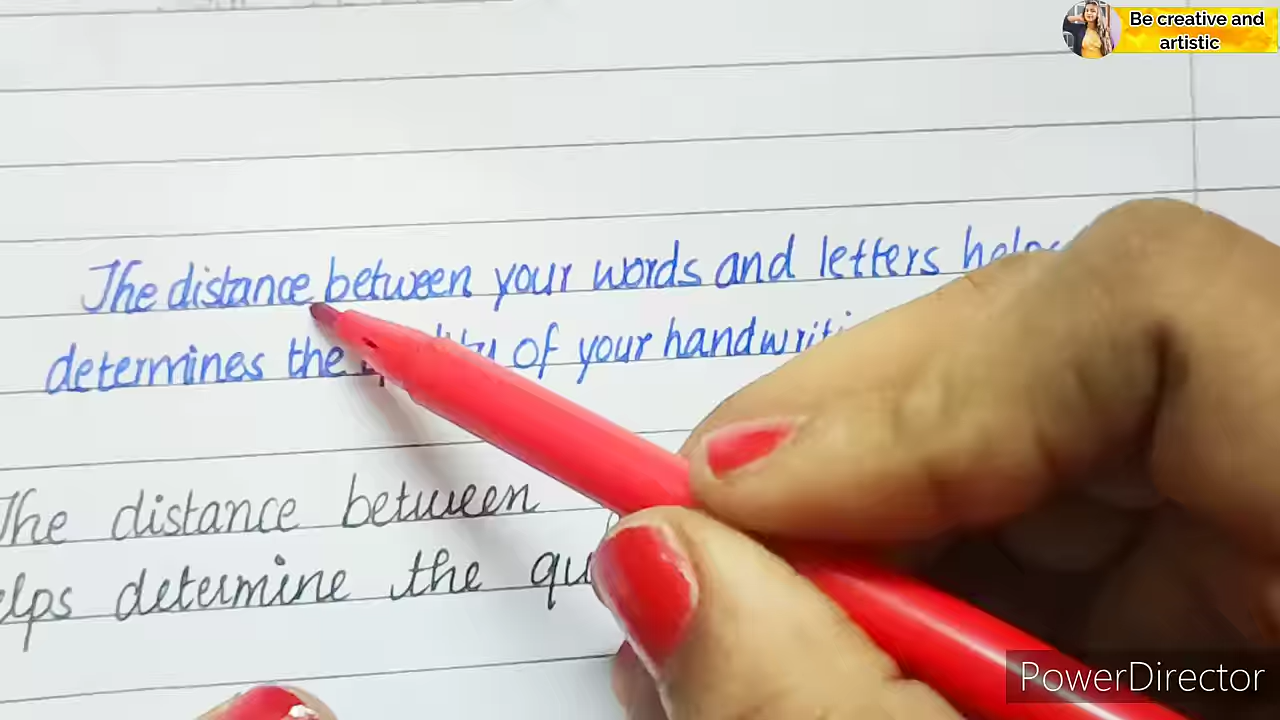 Be creative and
artistic
The distance between your words and letters
determines the of your
The distance between
determine the
PowerDirector